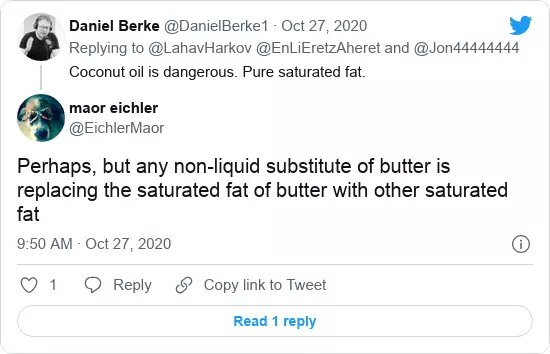 Daniel Berke @DanielBerke1 · Oct 27, 2020
Replying to @LahavHarkov @EnLiEretzAheret and @Jon44444444
Coconut oil is dangerous. Pure saturated fat.
maor eichler
@EichlerMaor
Perhaps, but any non-liquid substitute of butter is
replacing the saturated fat of butter with other saturated
fat
9:50 AM · Oct 27, 2020
1 Reply Copy link to Tweet
Read 1 reply